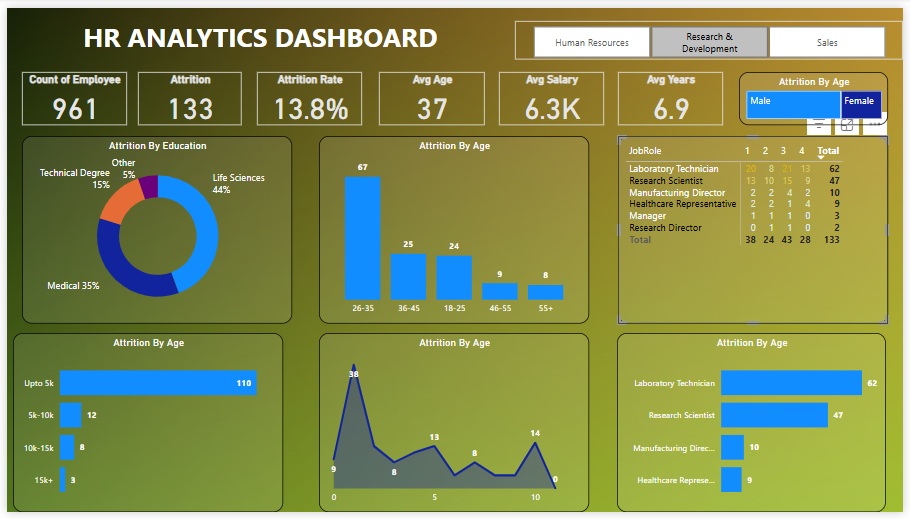 HR ANALYTICS DASHBOARD
Human Resources
Research &
Development
Sales
Count of Employee
961
Attrition
133
Attrition Rate
13.8%
Avg Age
37
Avg Salary
6.3K
Avg Years
6.9
Attrition By Age
Male
Female
Attrition By Education
Other
5%
Technical Degree
15%
Life Sciences
44%
Medical 35%
Attrition By Age
67
25
24
9
8
26-35 36-45 18-25 46-55 55+
JobRole 1 2 3 4 Total
Laboratory Technician 20 8 21 13 62
Research Scientist 13 10 15 9 47
Manufacturing Director 2 2 4 2 10
Healthcare Representative 2 2 1 4 9
Manager 1 1 1 0 3
Research Director 0 1 1 0 2
Total 38 24 43 28 133
Attrition By Age
Upto 5k 110
5k-10k 12
10k-15k 8
15k+ 3
Attrition By Age
38
9
8
13
8
14
0
0 5 10
Attrition By Age
Laboratory Technician 62
Research Scientist 47
Manufacturing Direc... 10
Healthcare Represe... 9